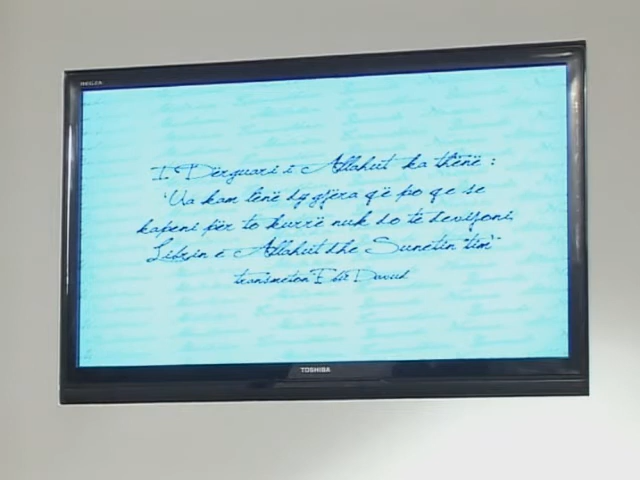 REGZA
I Dërguari i Allahut ka thënë :
'Ua kam lënë dy gjëra që po qe se
kapeni për to kurrë nuk do të devijoni
Librin e Allahut dhe Sunetin tim"
transmeton Ebu Davud
TOSHIBA